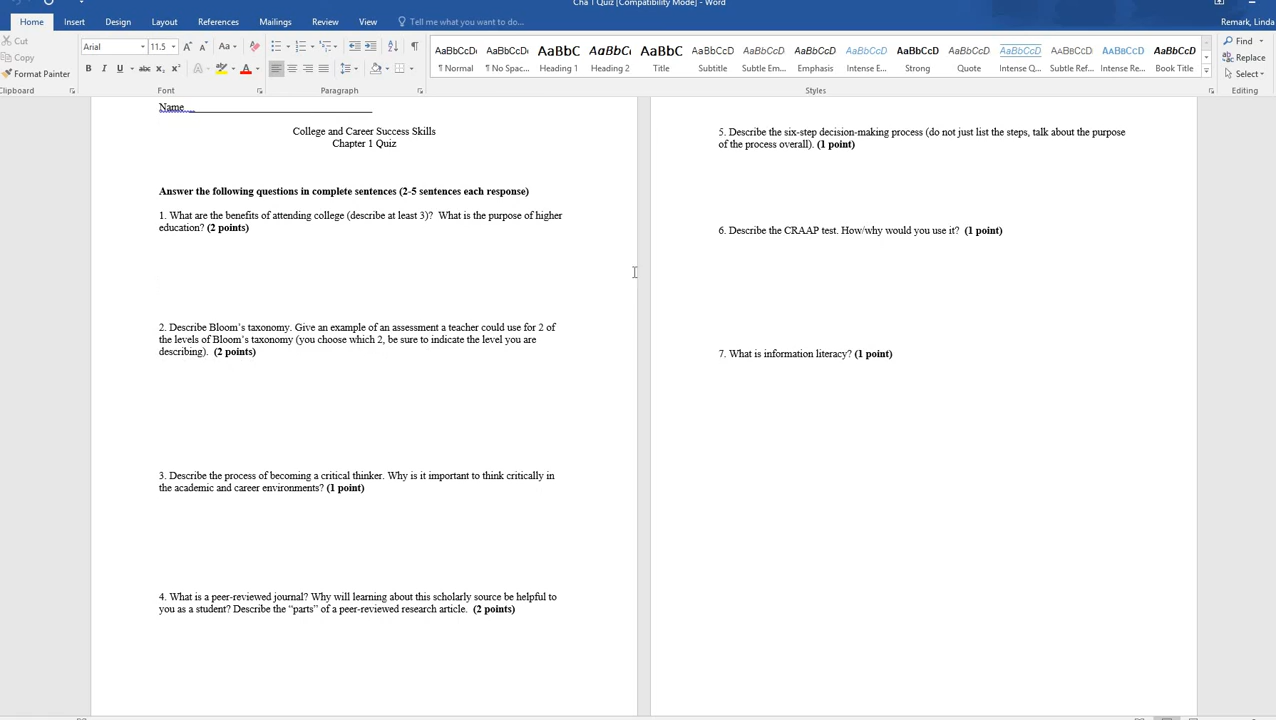 Cha 1 Quiz [Compatibility Mode] - Word
Home Insert Design Layout References Mailings Review View Tell me what you want to do... Remark, Linda
Cut
Copy
Format Painter
Clipboard
Arial 11.5 A A Aa A
B I U abc x₂ x² A ab A
Font
Paragraph
AaBbCcDc AaBbCcDc AaBbC AaBbCc AaBbC AaBbCcD AaBbCcD AaBbCcD AaBbCcD AaBbCcD AaBbCcD AaBbCcD AaBbCcD AaBbCcD AaBbCcD
¶ Normal ¶ No Spac... Heading 1 Heading 2 Title Subtitle Subtle Em... Emphasis Intense E... Strong Quote Intense Q... Subtle Ref... Intense Re... Book Title
Styles
Find
Replace
Select
Editing
Name
College and Career Success Skills
Chapter 1 Quiz
Answer the following questions in complete sentences (2-5 sentences each response)
1. What are the benefits of attending college (describe at least 3)? What is the purpose of higher
education? (2 points)
2. Describe Bloom's taxonomy. Give an example of an assessment a teacher could use for 2 of
the levels of Bloom's taxonomy (you choose which 2, be sure to indicate the level you are
describing). (2 points)
3. Describe the process of becoming a critical thinker. Why is it important to think critically in
the academic and career environments? (1 point)
4. What is a peer-reviewed journal? Why will learning about this scholarly source be helpful to
you as a student? Describe the “parts” of a peer-reviewed research article. (2 points)
5. Describe the six-step decision-making process (do not just list the steps, talk about the purpose
of the process overall). (1 point)
6. Describe the CRAAP test. How/why would you use it? (1 point)
7. What is information literacy? (1 point)